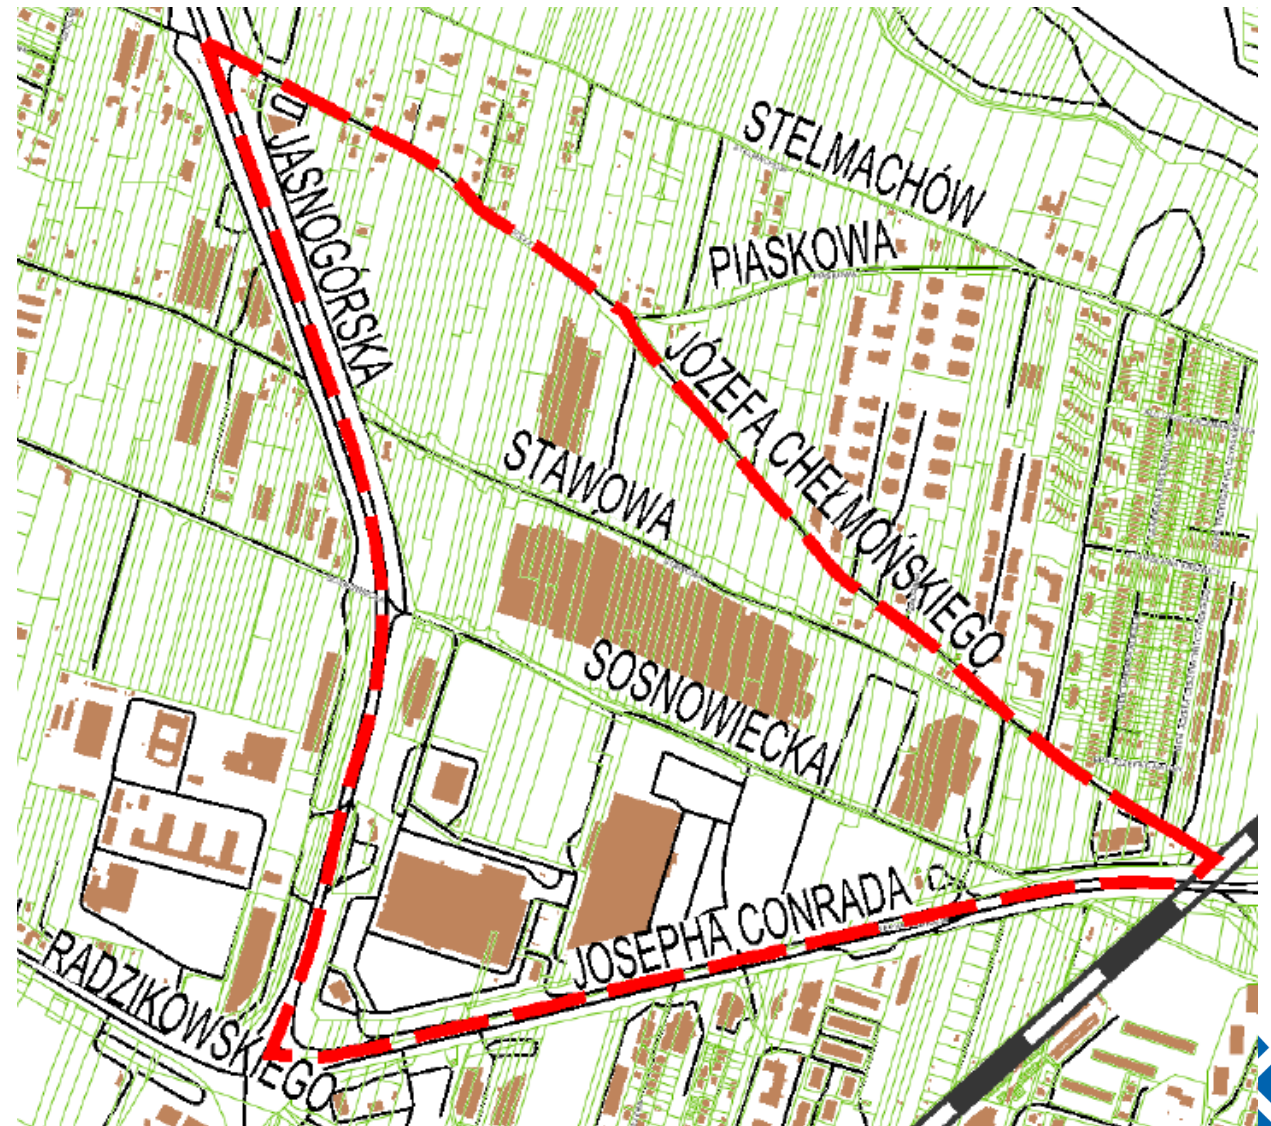 STELMACHÓW
PIASKOWA
JASNOGÓRSKA
JÓZEFA CHEŁMOŃSKIEGO
STAWOWA
SOSNOWIECKA
JOSEPHA CONRADA
RADZIKOWSKIEGO